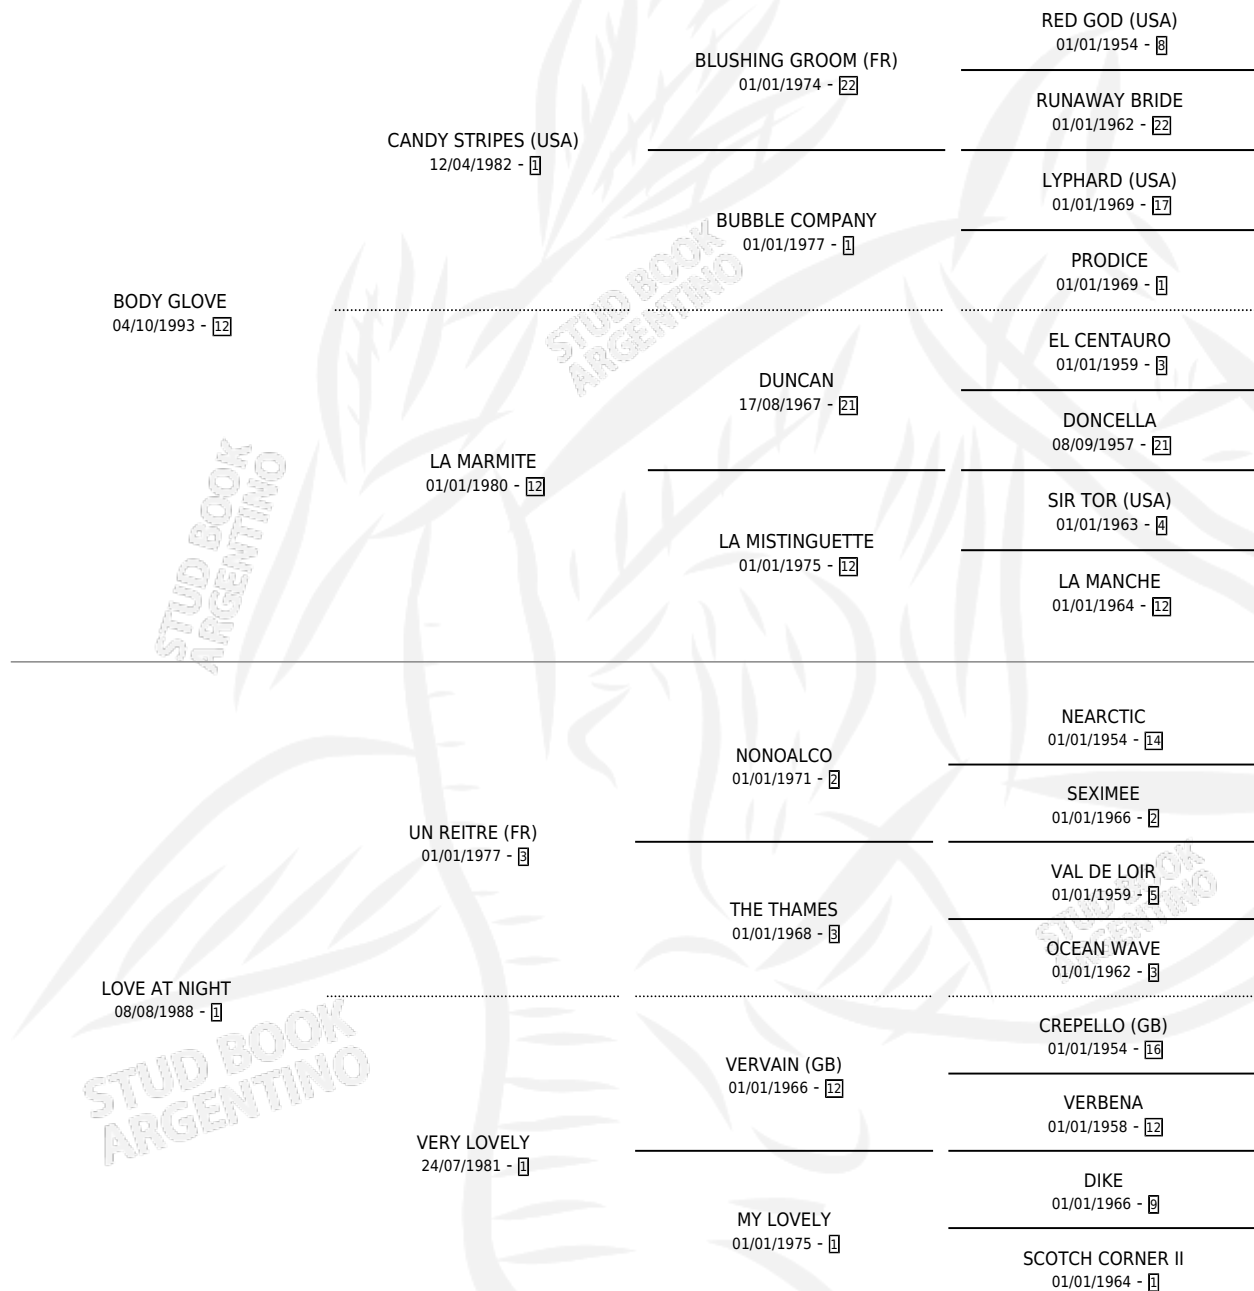 RED GOD (USA)
01/01/1954 - 8
BLUSHING GROOM (FR)
01/01/1974 - 22
RUNAWAY BRIDE
01/01/1962 - 22
CANDY STRIPES (USA)
12/04/1982 - 1
LYPHARD (USA)
01/01/1969 - 17
BUBBLE COMPANY
01/01/1977 - 1
PRODICE
01/01/1969 - 1
BODY GLOVE
04/10/1993 - 12
EL CENTAURO
01/01/1959 - 3
DUNCAN
17/08/1967 - 21
DONCELLA
08/09/1957 - 21
LA MARMITE
01/01/1980 - 12
SIR TOR (USA)
01/01/1963 - 4
LA MISTINGUETTE
01/01/1975 - 12
LA MANCHE
01/01/1964 - 12
NEARCTIC
01/01/1954 - 14
NONOALCO
01/01/1971 - 2
SEXIMEE
01/01/1966 - 2
UN REITRE (FR)
01/01/1977 - 3
VAL DE LOIR
01/01/1959 - 5
THE THAMES
01/01/1968 - 3
OCEAN WAVE
01/01/1962 - 3
LOVE AT NIGHT
08/08/1988 - 1
CREPELLO (GB)
01/01/1954 - 16
VERVAIN (GB)
01/01/1966 - 12
VERBENA
01/01/1958 - 12
VERY LOVELY
24/07/1981 - 1
DIKE
01/01/1966 - 9
MY LOVELY
01/01/1975 - 1
SCOTCH CORNER II
01/01/1964 - 1
STUD BOOK
ARGENTINO
STUD BOOK
ARGENTINO
STUD BOOK
ARGENTINO
STUD BOOK
ARGENTINO